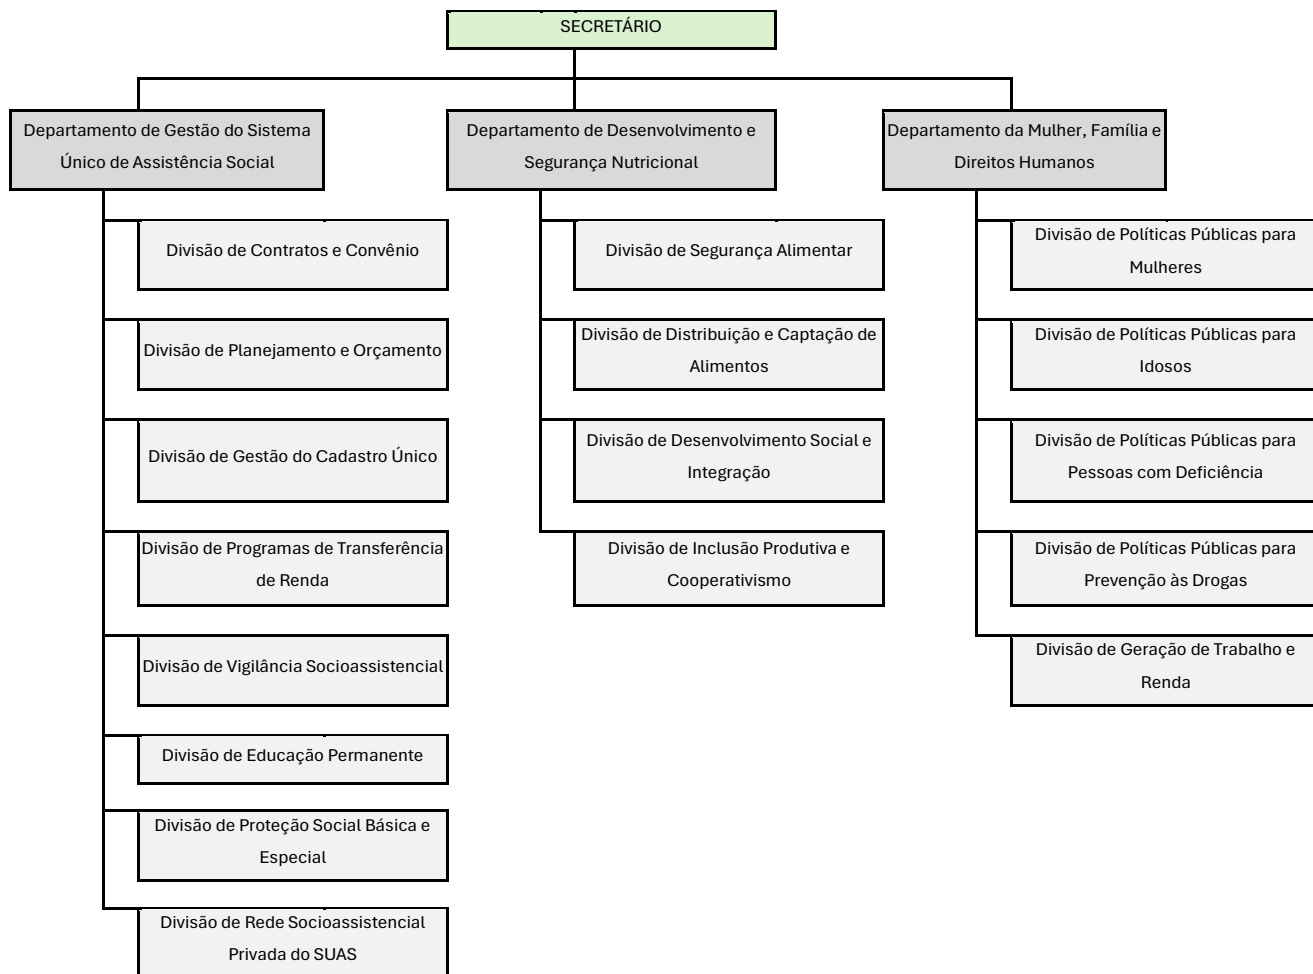 SECRETÁRIO
Departamento de Gestão do Sistema
Único de Assistência Social
Departamento de Desenvolvimento e
Segurança Nutricional
Departamento da Mulher, Família e
Direitos Humanos
Divisão de Contratos e Convênio
Divisão de Planejamento e Orçamento
Divisão de Gestão do Cadastro Único
Divisão de Programas de Transferência
de Renda
Divisão de Vigilância Socioassistencial
Divisão de Educação Permanente
Divisão de Proteção Social Básica e
Especial
Divisão de Rede Socioassistencial
Privada do SUAS
Divisão de Segurança Alimentar
Divisão de Distribuição e Captação de
Alimentos
Divisão de Desenvolvimento Social e
Integração
Divisão de Inclusão Produtiva e
Cooperativismo
Divisão de Políticas Públicas para
Mulheres
Divisão de Políticas Públicas para
Idosos
Divisão de Políticas Públicas para
Pessoas com Deficiência
Divisão de Políticas Públicas para
Prevenção às Drogas
Divisão de Geração de Trabalho e
Renda